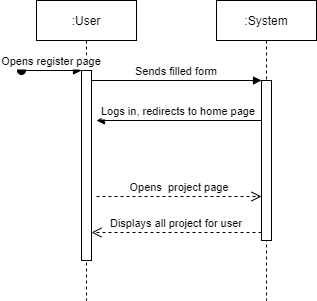 :User
:System
Opens register page
Sends filled form
Logs in, redirects to home page
Opens  project page
Displays all project for user